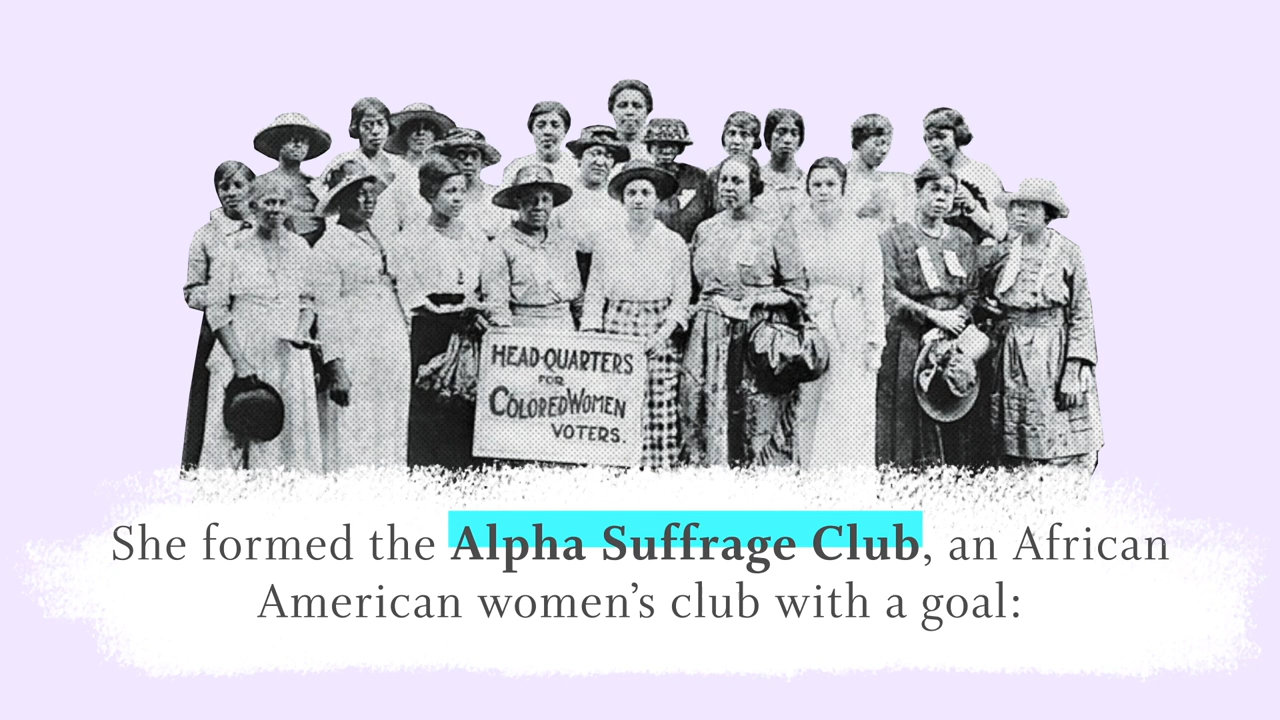 HEAD-QUARTERS
FOR
COLORED WOMEN
VOTERS.
She formed the Alpha Suffrage Club, an African
American women’s club with a goal: